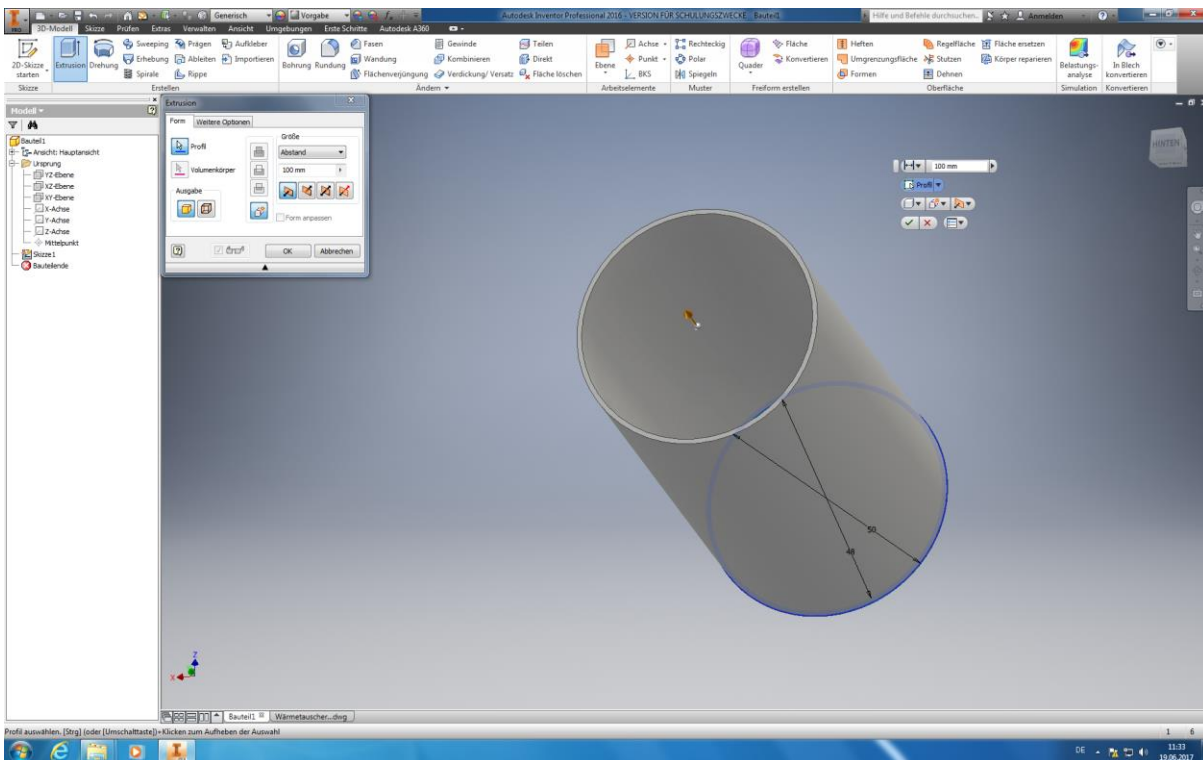 Generisch Vorgabe Autodesk Inventor Professional 2016 - VERSION FÜR SCHULUNGSZWECKE Bauteil1 Hilfe und Befehle durchsuchen... Anmelden
PRO 3D-Modell Skizze Prüfen Extras Verwalten Ansicht Umgebungen Erste Schritte Autodesk A360
2D-Skizze starten
Extrusion
Drehung
Sweeping
Erhebung
Spirale
Prägen
Ableiten
Rippe
Aufkleber
Importieren
Bohrung
Rundung
Fasen
Wandung
Flächenverjüngung
Gewinde
Kombinieren
Verdickung/ Versatz
Teilen
Direkt
Fläche löschen
Ebene
Achse
Punkt
BKS
Rechteckig
Polar
Spiegeln
Quader
Fläche
Konvertieren
Heften
Umgrenzungsfläche
Formen
Regelfläche
Stutzen
Dehnen
Fläche ersetzen
Körper reparieren
Belastungs-
analyse
In Blech
konvertieren
Skizze Erstellen Ändern Arbeitselemente Muster Freiform erstellen Oberfläche Simulation Konvertieren
Modell
Bauteil1
Ansicht: Hauptansicht
Ursprung
YZ-Ebene
XZ-Ebene
XY-Ebene
X-Achse
Y-Achse
Z-Achse
Mittelpunkt
Skizze1
Bauteilende
Extrusion
Form Weitere Optionen
Profil
Volumenkörper
Ausgabe
Größe
Abstand
100 mm
Form anpassen
OK Abbrechen
HINTEN
100 mm
Profil
50
48
Z
X
Bauteil1 Wärmetauscher...dwg
Profil auswählen. [Strg] (oder [Umschalttaste])+Klicken zum Aufheben der Auswahl 1 6
DE 11:33
19.06.2017